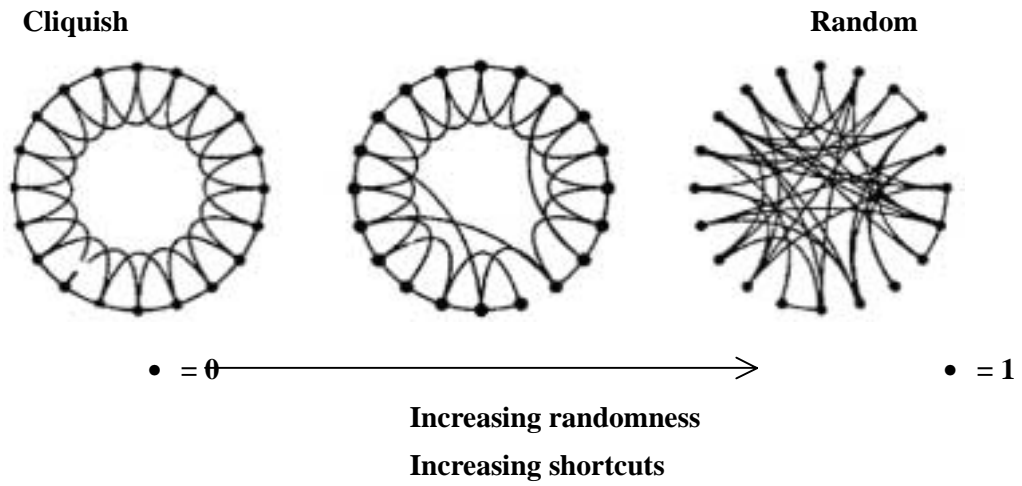 Cliquish Random
• = 0 • = 1
Increasing randomness
Increasing shortcuts